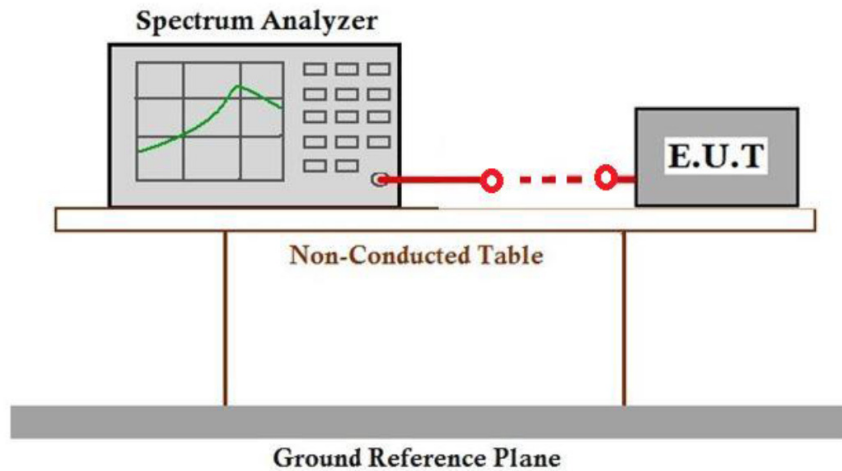 Spectrum Analyzer
E.U.T
Non-Conducted Table
Ground Reference Plane